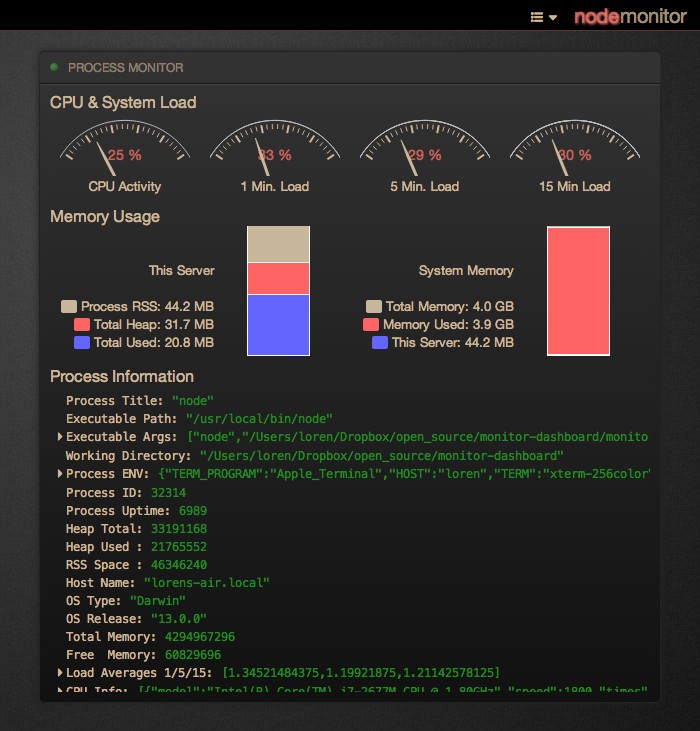 nodemonitor
PROCESS MONITOR
CPU & System Load
25 % 33 % 29 % 30 %
CPU Activity 1 Min. Load 5 Min. Load 15 Min Load
Memory Usage
This Server
Process RSS: 44.2 MB
Total Heap: 31.7 MB
Total Used: 20.8 MB
System Memory
Total Memory: 4.0 GB
Memory Used: 3.9 GB
This Server: 44.2 MB
Process Information
Process Title: "node"
Executable Path: "/usr/local/bin/node"
Executable Args: ["node","/Users/loren/Dropbox/open_source/monitor-dashboard/monito
Working Directory: "/Users/loren/Dropbox/open_source/monitor-dashboard"
Process ENV: {"TERM_PROGRAM":"Apple_Terminal","HOST":"loren","TERM":"xterm-256color"
Process ID: 32314
Process Uptime: 6989
Heap Total: 33191168
Heap Used : 21765552
RSS Space : 46346240
Host Name: "lorens-air.local"
OS Type: "Darwin"
OS Release: "13.0.0"
Total Memory: 4294967296
Free Memory: 60829696
Load Averages 1/5/15: [1.34521484375,1.19921875,1.21142578125]
CPU Info: [{"model":"Intel(R) Core(TM) i7-2677M CPU @ 1.80GHz","speed":1800,"times"